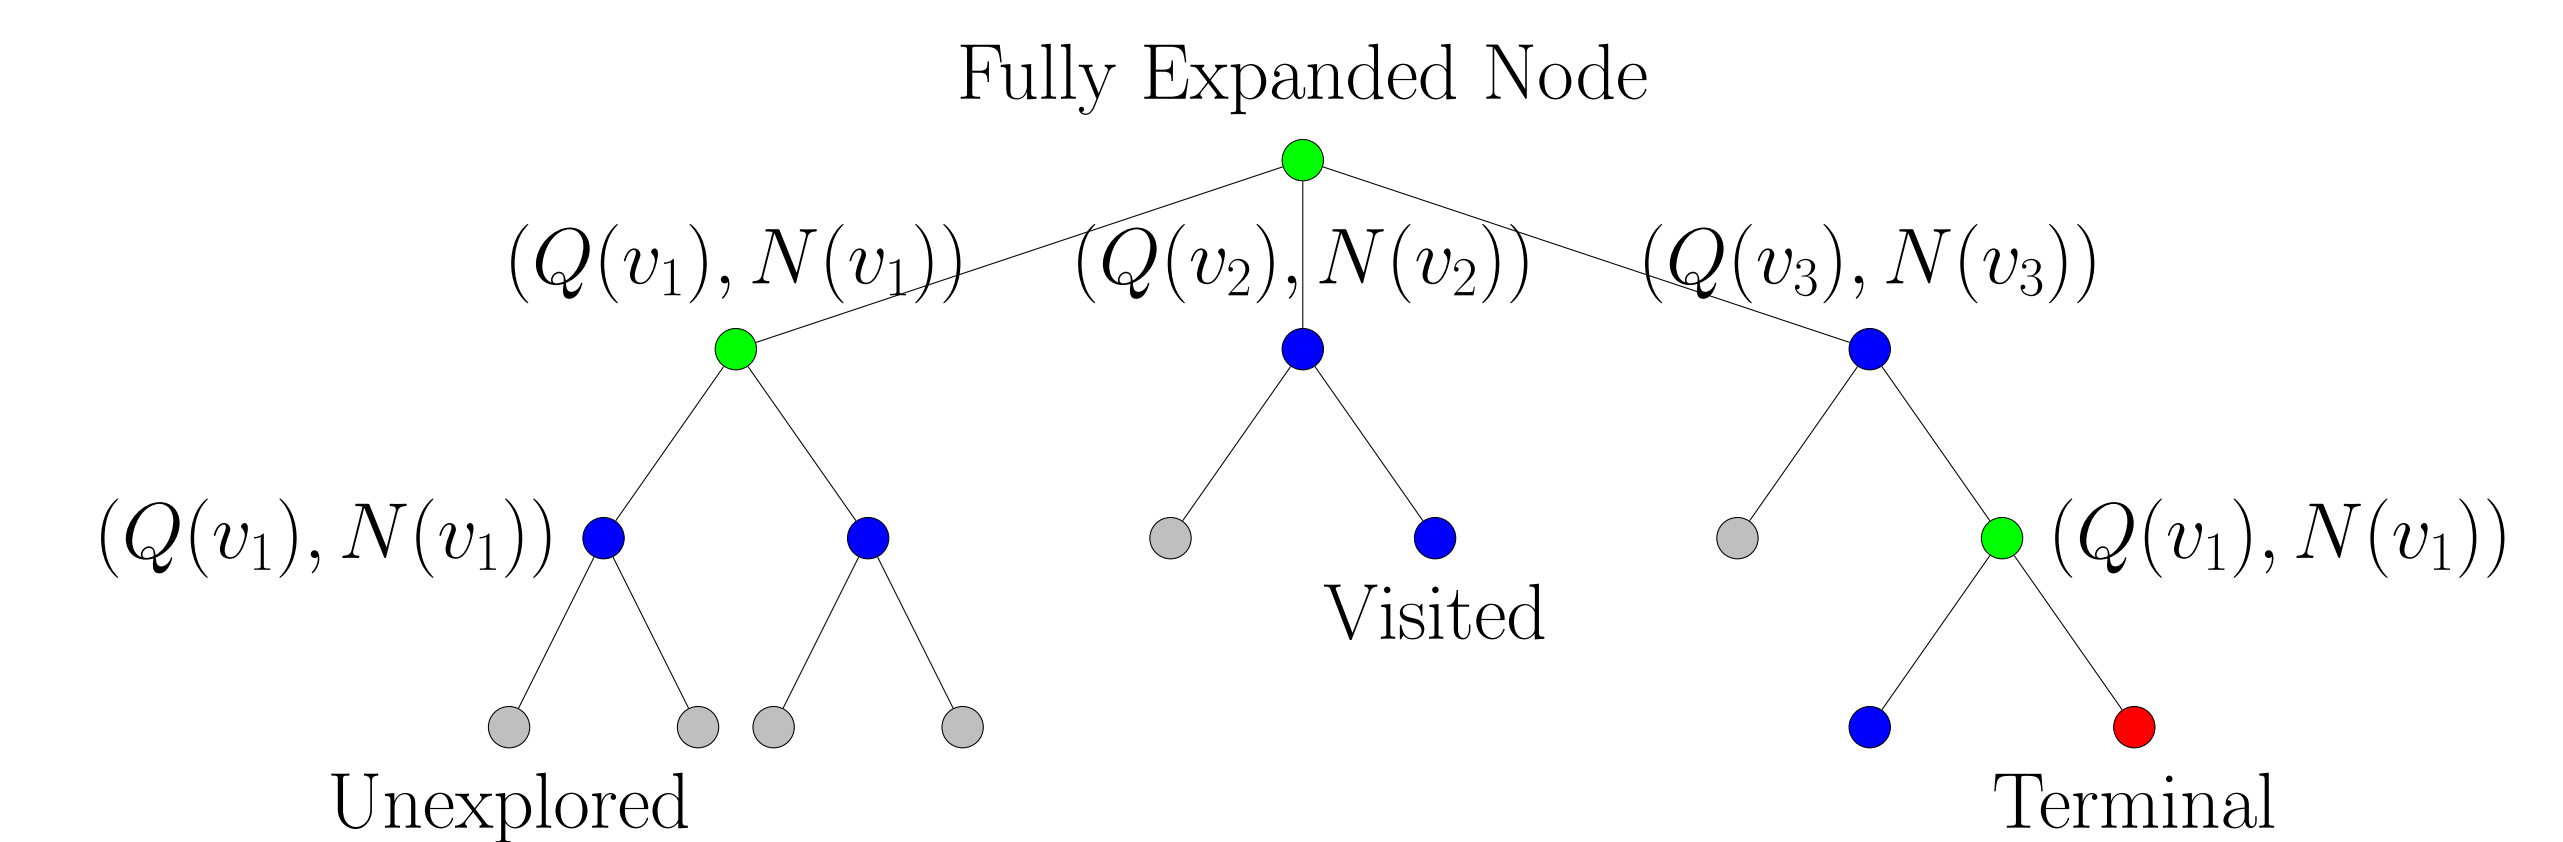 Fully Expanded Node
(Q(v₁), N(v₁)) (Q(v₂), N(v₂)) (Q(v₃), N(v₃))
(Q(v₁), N(v₁)) (Q(v₁), N(v₁))
Visited
Unexplored Terminal